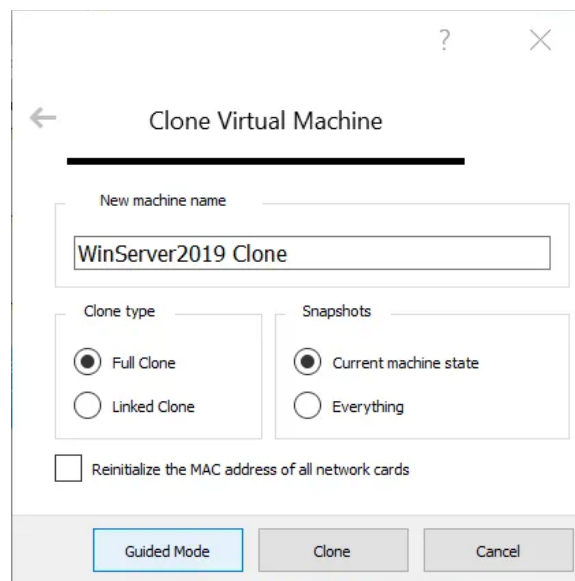 ?
Clone Virtual Machine
New machine name
WinServer2019 Clone
Clone type
Snapshots
Full Clone
Current machine state
Linked Clone
Everything
Reinitialize the MAC address of all network cards
Guided Mode
Clone
Cancel